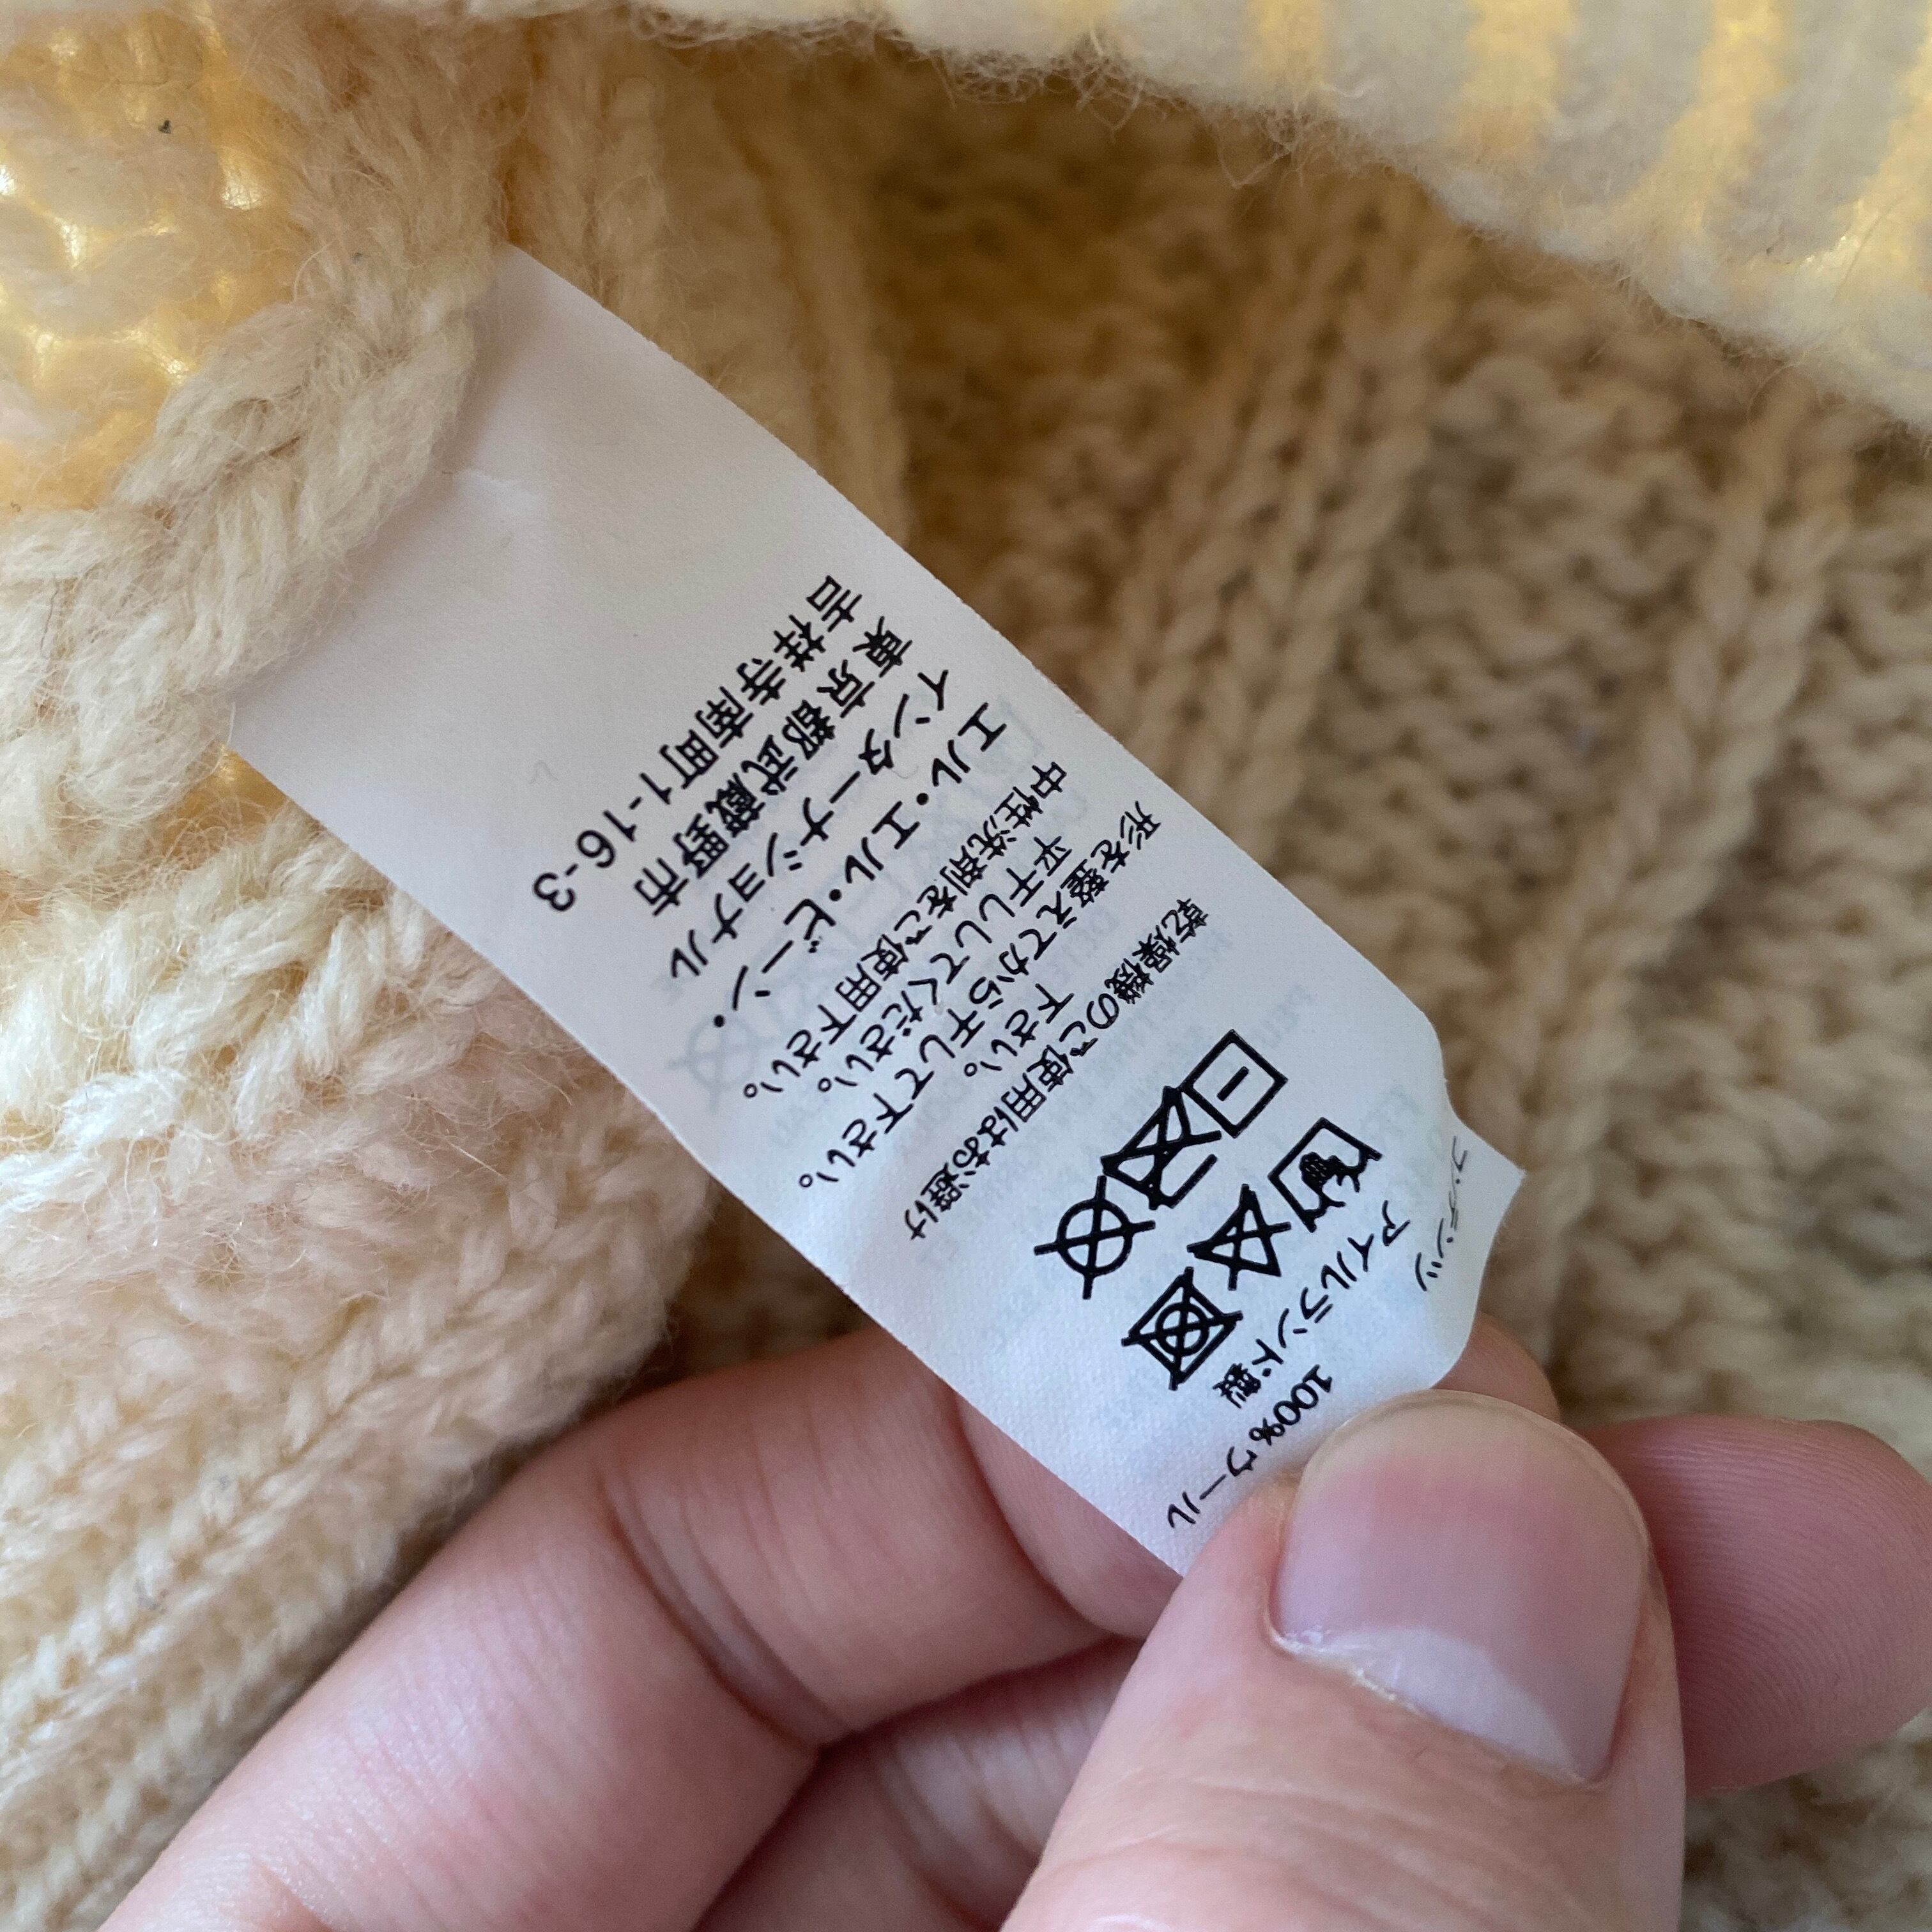 100% ウール
アイルランド製
乾燥機のご使用はお避け
下さい。
形を整えてから干して下さい。
平干ししてください。
中性洗剤をご使用下さい。
エル・エル・ビーン・
インターナショナル
東京都武蔵野市
吉祥寺南町1-16-3